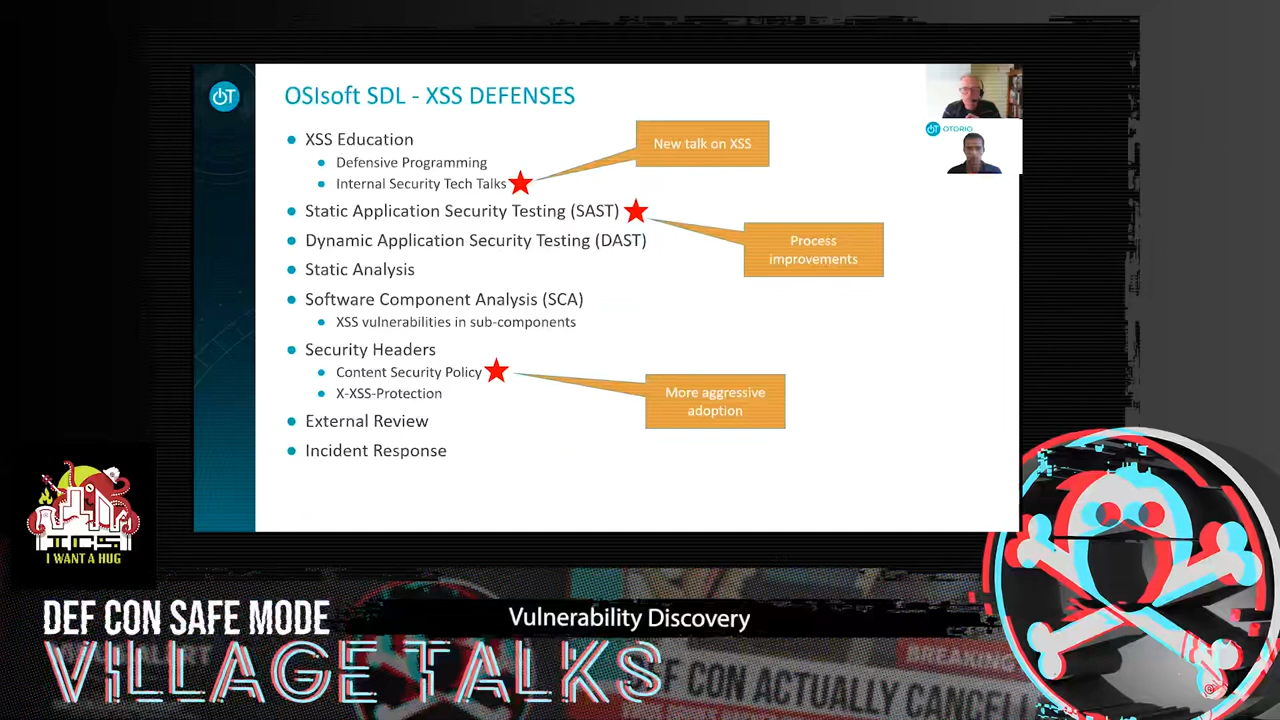 OSIsoft SDL - XSS DEFENSES
OTORIO
XSS Education
Defensive Programming
Internal Security Tech Talks
New talk on XSS
Static Application Security Testing (SAST)
Dynamic Application Security Testing (DAST)
Process
improvements
Static Analysis
Software Component Analysis (SCA)
XSS vulnerabilities in sub-components
Security Headers
Content Security Policy
X-XSS-Protection
More aggressive
adoption
External Review
Incident Response
ICS
I WANT A HUG
DEF CON SAFE MODE
VILLAGE TALKS
Vulnerability Discovery
BREAKING
DEF CON ACTUALLY CANCEL